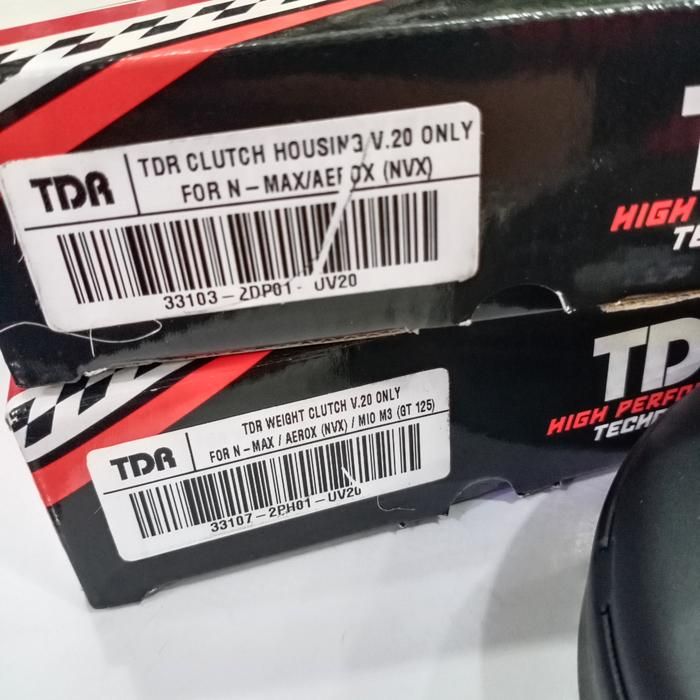 TDR
TDR CLUTCH HOUSING V.20 ONLY
FOR N-MAX/AEROX (NVX)
33103-2DP01-UV20
HIGH
TDR
TDR WEIGHT CLUTCH V.20 ONLY
FOR N-MAX / AEROX (NVX) / MIO M3 (GT 125)
33107-2PH01-UV20
TD
HIGH PERFO
TECH